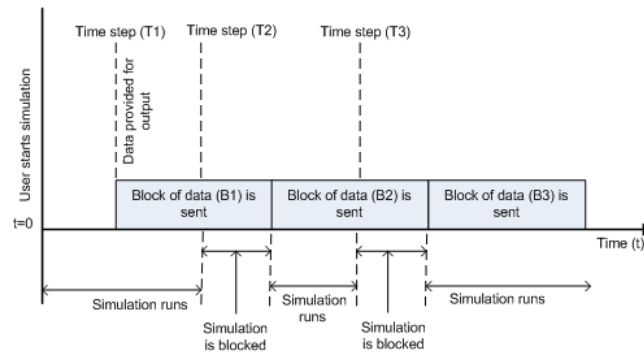 Time step (T1)
Time step (T2)
Time step (T3)
User starts simulation
Data provided for
output
Block of data (B1) is
sent
Block of data (B2) is
sent
Block of data (B3) is
sent
t=0
Time (t)
Simulation runs
Simulation
is blocked
Simulation
runs
Simulation
is blocked
Simulation runs